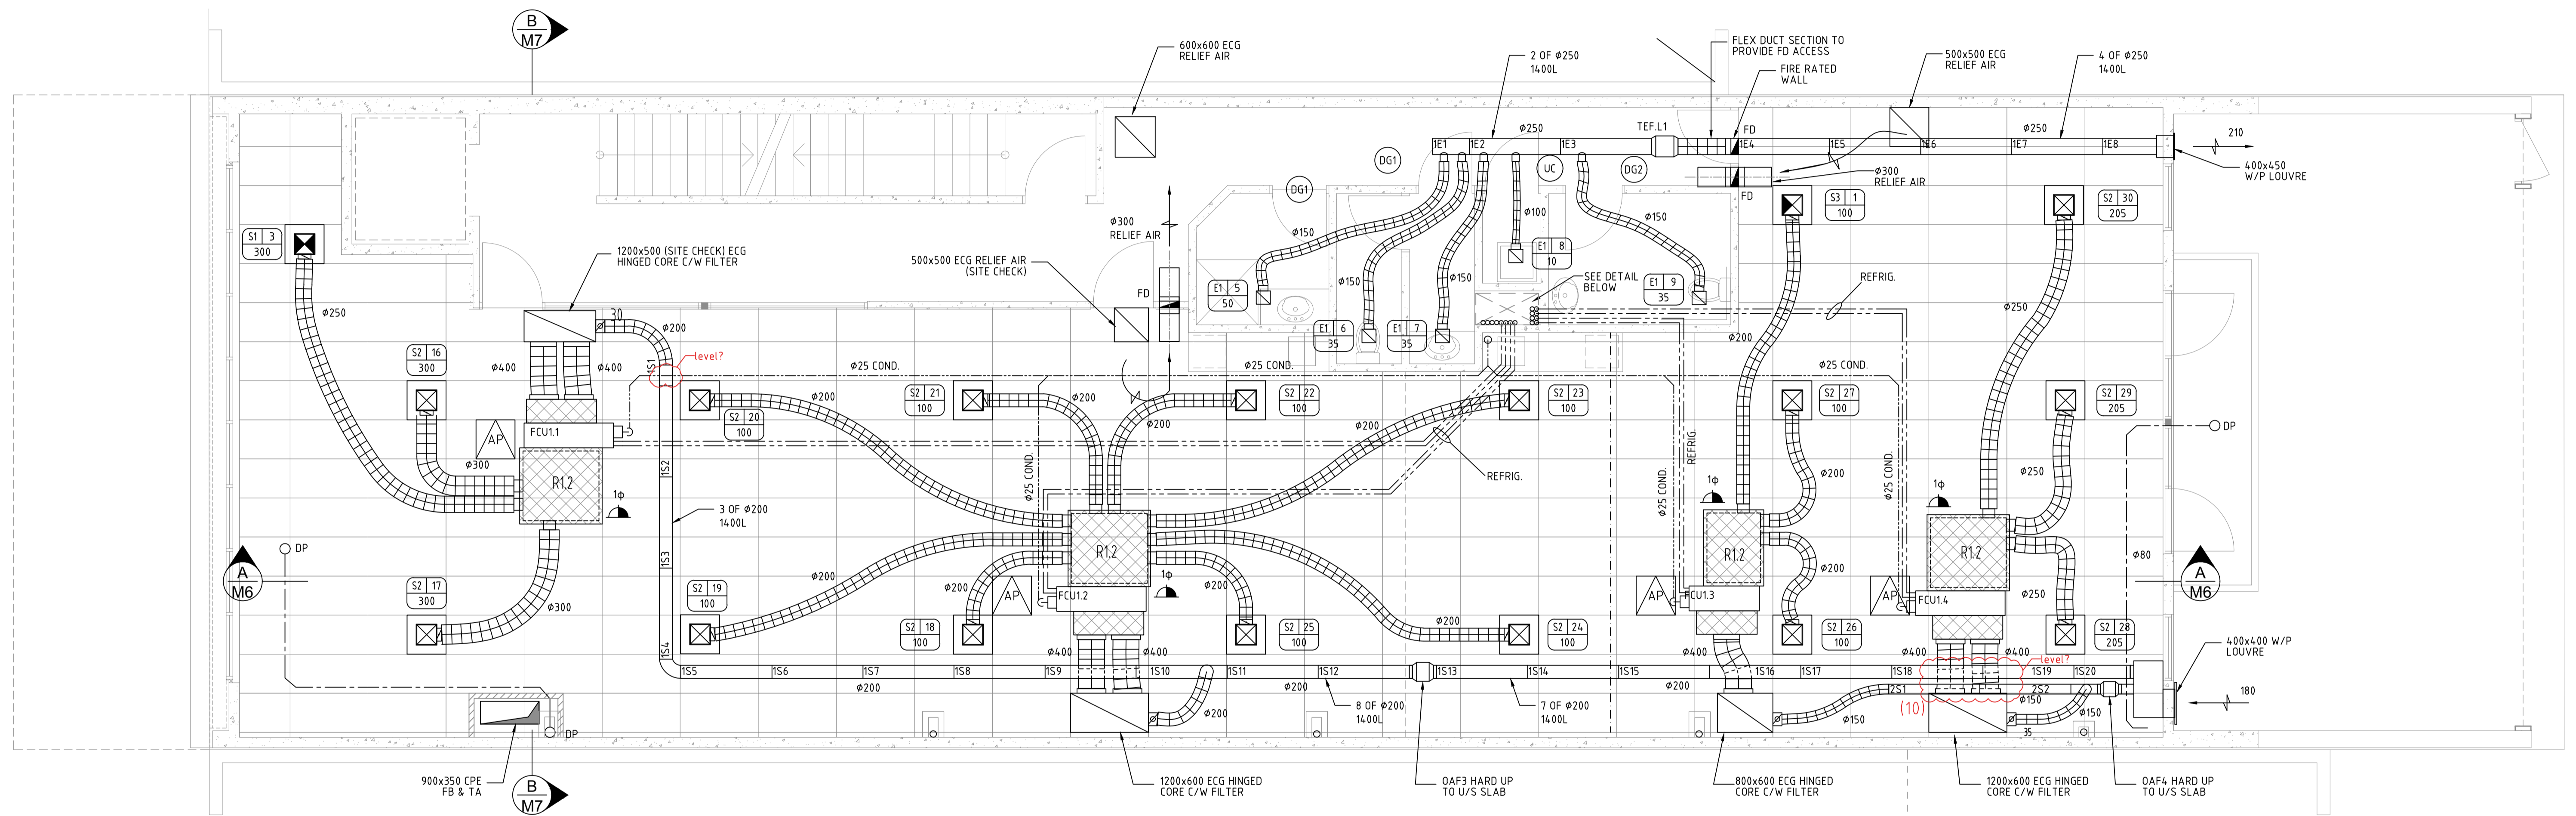 B
M7
600x600 ECG
RELIEF AIR
2 OF ø250
1400L
FLEX DUCT SECTION TO
PROVIDE FD ACCESS
FIRE RATED
WALL
500x500 ECG
RELIEF AIR
4 OF ø250
1400L
1E1
1E2
ø250
1E3
TEF.L1
FD
1E4
1E5
1E6
ø250
1E7
1E8
210
400x450
W/P LOUVRE
DG1
UC
DG2
ø300
RELIEF AIR
FD
DG1
S1 3
300
ø300
RELIEF AIR
ø150
ø100
ø150
S3 1
100
S2 30
205
1200x500 (SITE CHECK) ECG
HINGED CORE C/W FILTER
500x500 ECG RELIEF AIR
(SITE CHECK)
FD
E1 8
10
SEE DETAIL
BELOW
E1 5
50
ø150
ø150
E1 9
35
REFRIG.
ø250
ø250
30
ø200
E1 6
35
E1 7
35
ø200
S2 16
300
ø400
ø400
1S1
level?
ø25 COND.
ø25 COND.
ø25 COND.
S2 20
100
ø200
S2 21
100
ø200
S2 22
100
ø200
ø200
S2 23
100
S2 27
100
S2 29
205
AP
FCU1.1
DP
ø300
R1.2
1S2
REFRIG.
REFRIG.
ø25 COND.
ø25 COND.
ø25 COND.
ø200
ø250
1ϕ
3 OF ø200
1400L
1ϕ
1ϕ
DP
A
M6
1S3
R1.2
R1.2
R1.2
ø80
A
M6
S2 17
300
ø300
S2 19
100
ø200
ø200
AP
FCU1.2
1ϕ
ø200
ø200
AP
FCU1.3
ø200
AP
FCU1.4
ø250
S2 18
100
S2 25
100
ø200
S2 24
100
S2 26
100
S2 28
205
1S4
ø400
ø400
ø400
ø400
ø400
level?
400x400 W/P
LOUVRE
1S5
1S6
1S7
1S8
1S9
1S10
1S11
1S12
1S13
1S14
1S15
1S16
1S17
1S18
1S19
1S20
ø200
ø200
ø200
2S1
2S2
180
(10)
ø150
ø200
8 OF ø200
1400L
7 OF ø200
1400L
ø150
ø150
35
DP
900x350 CPE
FB & TA
B
M7
1200x600 ECG HINGED
CORE C/W FILTER
OAF3 HARD UP
TO U/S SLAB
800x600 ECG HINGED
CORE C/W FILTER
1200x600 ECG HINGED
CORE C/W FILTER
OAF4 HARD UP
TO U/S SLAB